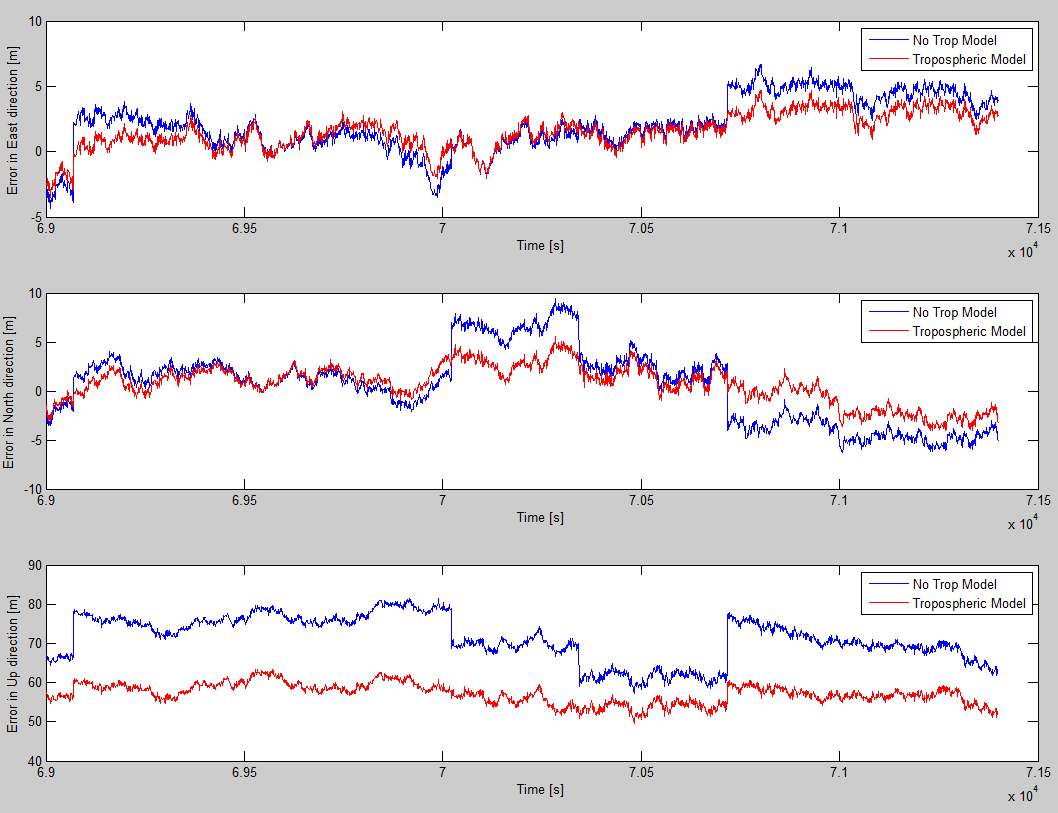 10
5
0
-5
Error in East direction [m]
No Trop Model
Tropospheric Model
6.9 6.95 7 7.05 7.1 7.15
Time [s]
x 10^4
10
5
0
-5
-10
Error in North direction [m]
No Trop Model
Tropospheric Model
6.9 6.95 7 7.05 7.1 7.15
Time [s]
x 10^4
90
80
70
60
50
40
Error in Up direction [m]
No Trop Model
Tropospheric Model
6.9 6.95 7 7.05 7.1 7.15
Time [s]
x 10^4